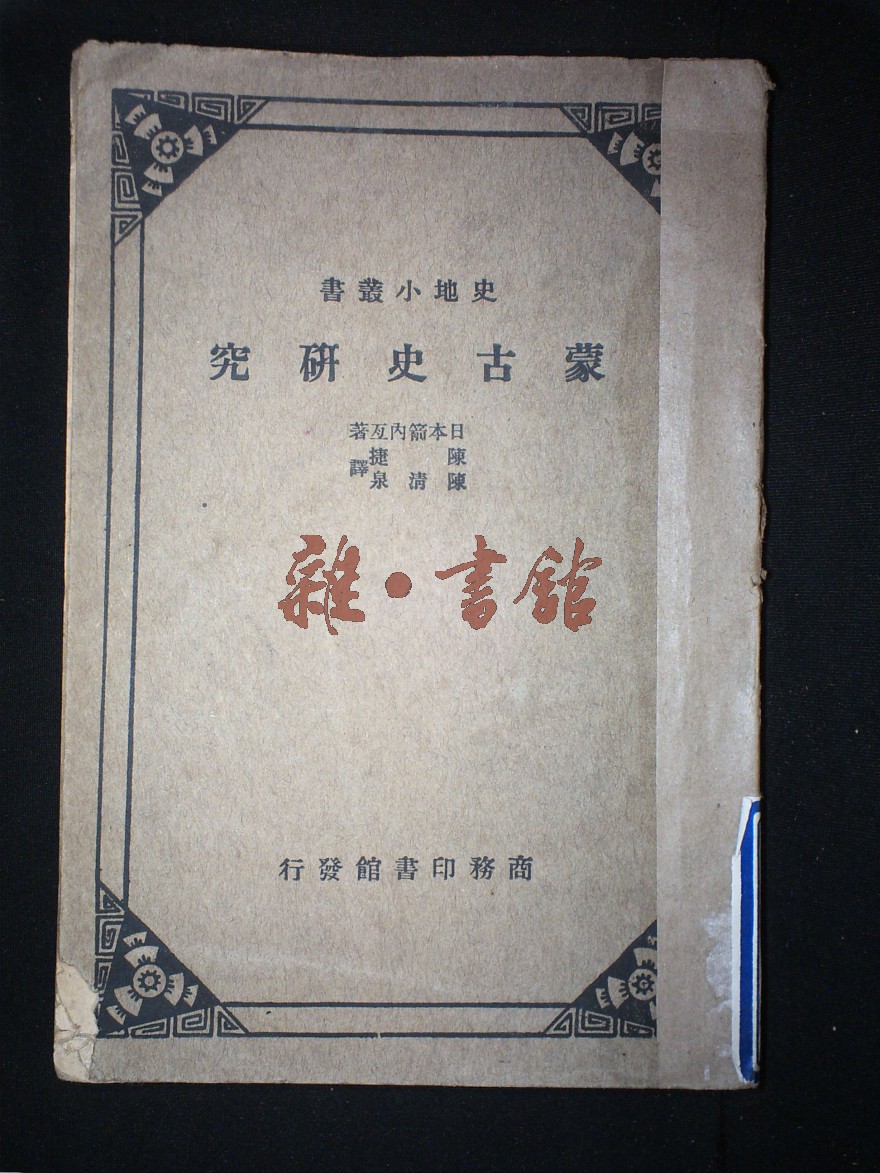 史地小叢書
蒙古史研究
日本箭內亙著
陳捷
陳清泉
譯
雜·書館
商務印書館發行